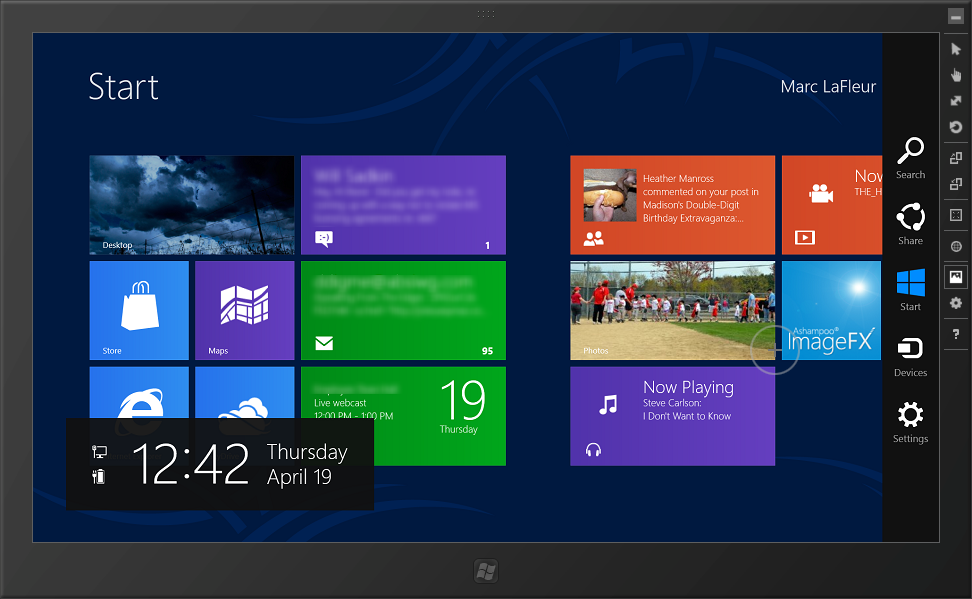 Start
Marc LaFleur
Desktop
1
Heather Manross
commented on your post in
Madison's Double-Digit
Birthday Extravaganza:...
Now
THE_H
Search
Share
Start
Devices
Settings
Store
Maps
95
Photos
Ashampoo®
ImageFX
Live webcast
12:00 PM - 1:00 PM
19
Thursday
Now Playing
Steve Carlson:
I Don't Want to Know
12:42
Thursday
April 19
:-)
?